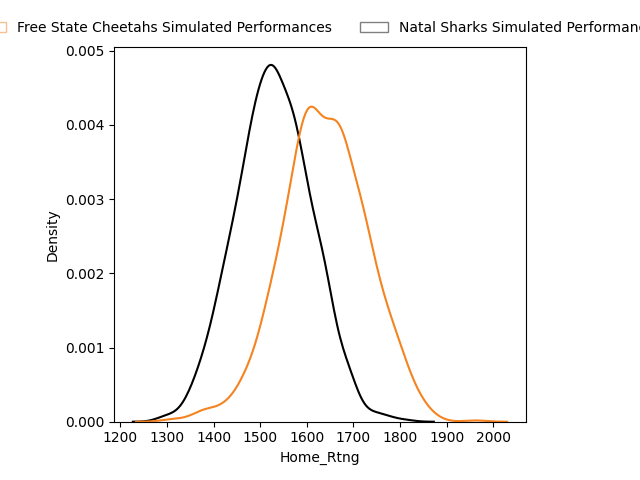 Free State Cheetahs Simulated Performances Natal Sharks Simulated Performan
0.005
0.004
0.003
0.002
0.001
0.000
Density
1200 1300 1400 1500 1600 1700 1800 1900 2000
Home_Rtng